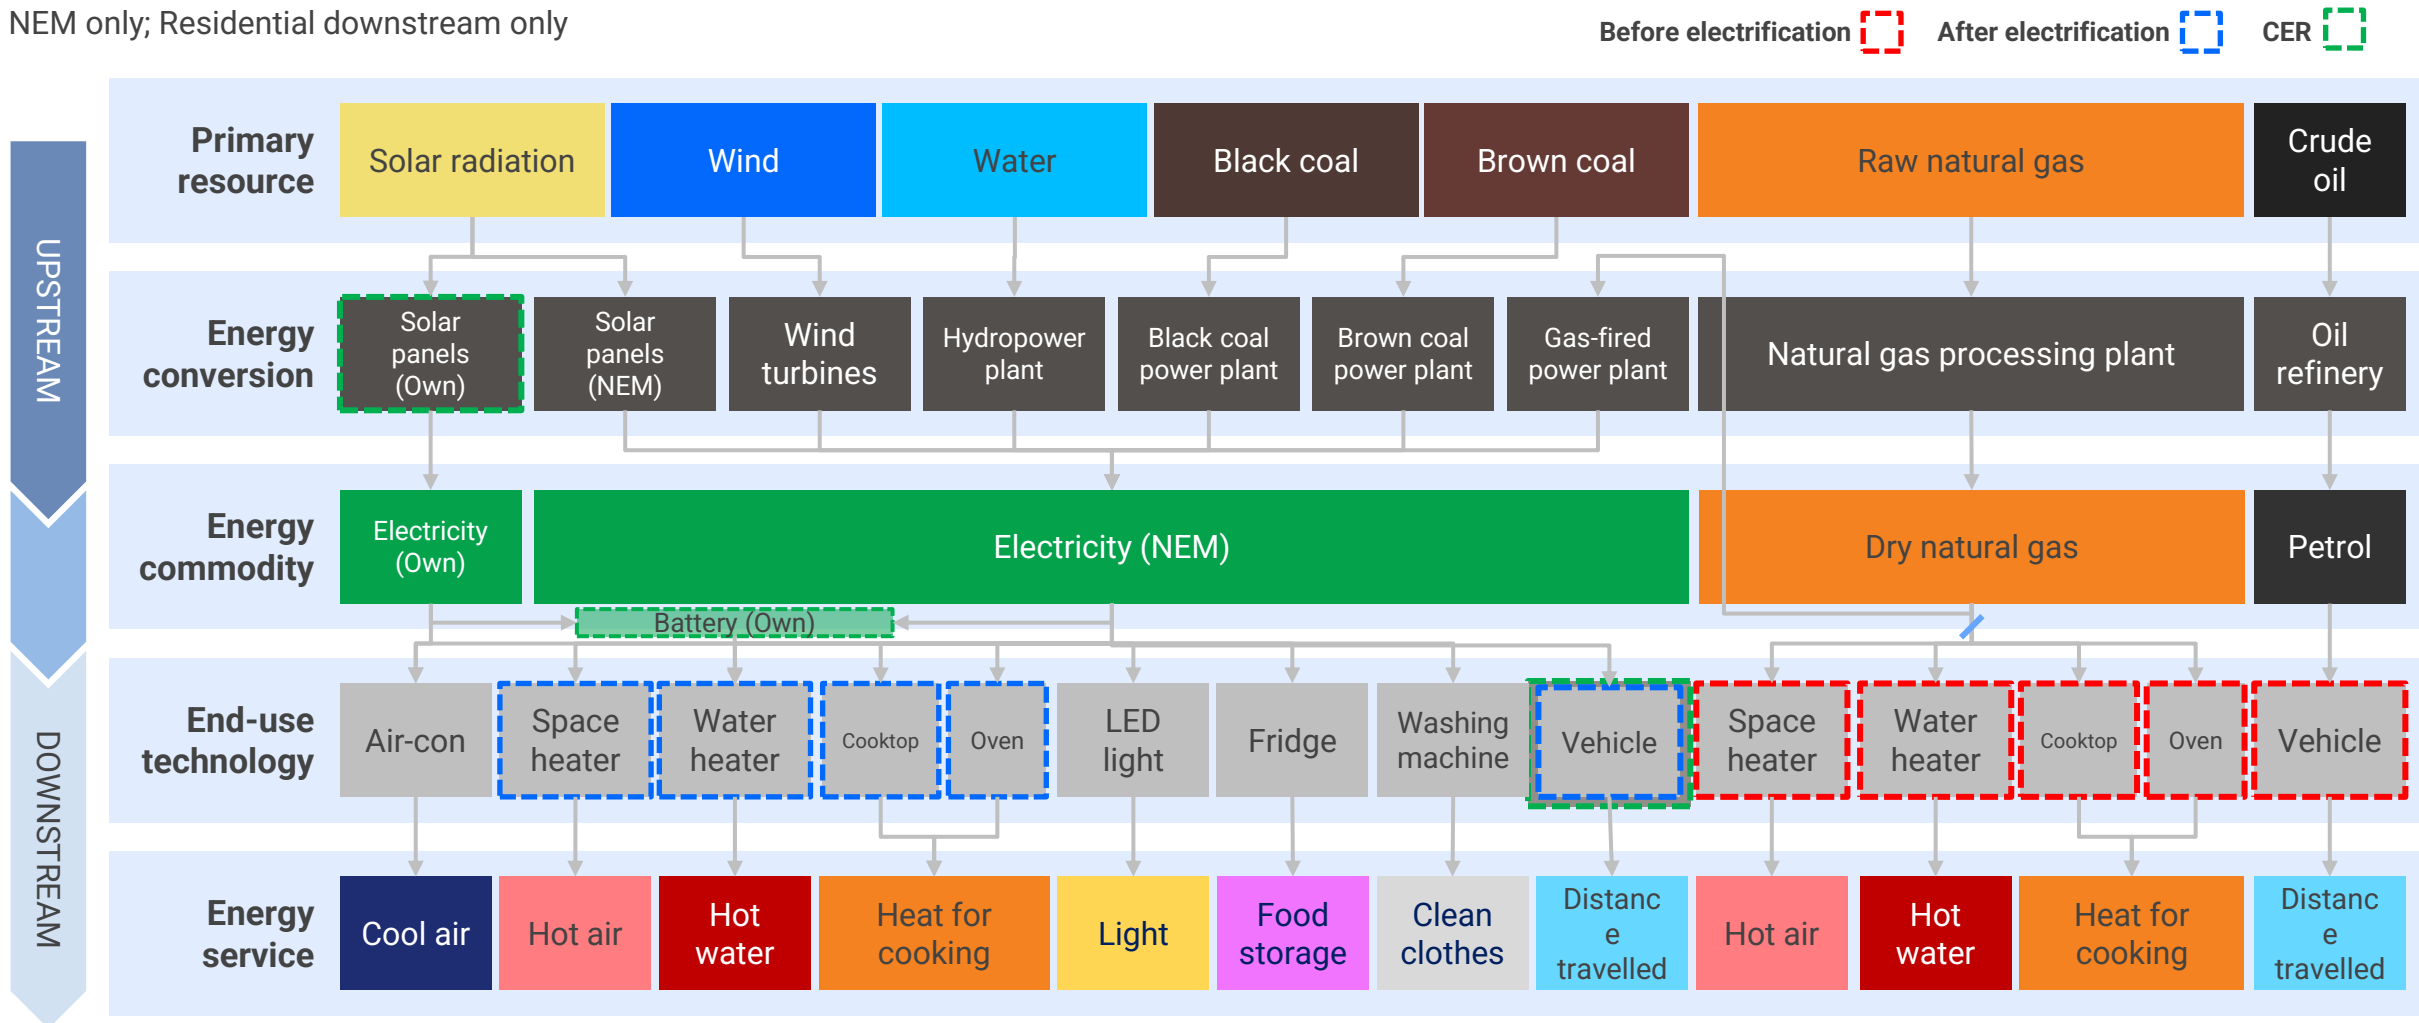 NEM only; Residential downstream only
Before electrification
After electrification
CER
UPSTREAM
DOWNSTREAM
Primary
resource
Solar radiation
Wind
Water
Black coal
Brown coal
Raw natural gas
Crude
oil
Energy
conversion
Solar
panels
(Own)
Solar
panels
(NEM)
Wind
turbines
Hydropower
plant
Black coal
power plant
Brown coal
power plant
Gas-fired
power plant
Natural gas processing plant
Oil
refinery
Energy
commodity
Electricity
(Own)
Electricity (NEM)
Dry natural gas
Petrol
Battery (Own)
End-use
technology
Air-con
Space
heater
Water
heater
Cooktop
Oven
LED
light
Fridge
Washing
machine
Vehicle
Space
heater
Water
heater
Cooktop
Oven
Vehicle
Energy
service
Cool air
Hot air
Hot
water
Heat for
cooking
Light
Food
storage
Clean
clothes
Distanc
e
travelled
Hot air
Hot
water
Heat for
cooking
Distanc
e
travelled